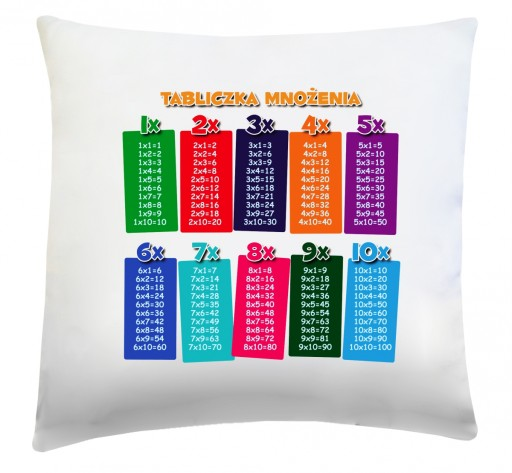 TABLICZKA MNOŻENIA
1x
1x1=1
1x2=2
1x3=3
1x4=4
1x5=5
1x6=6
1x7=7
1x8=8
1x9=9
1x10=10
2x
2x1=2
2x2=4
2x3=6
2x4=8
2x5=10
2x6=12
2x7=14
2x8=16
2x9=18
2x10=20
3x
3x1=3
3x2=6
3x3=9
3x4=12
3x5=15
3x6=18
3x7=21
3x8=24
3x9=27
3x10=30
4x
4x1=4
4x2=8
4x3=12
4x4=16
4x5=20
4x6=24
4x7=28
4x8=32
4x9=36
4x10=40
5x
5x1=5
5x2=10
5x3=15
5x4=20
5x5=25
5x6=30
5x7=35
5x8=40
5x9=45
5x10=50
6x
6x1=6
6x2=12
6x3=18
6x4=24
6x5=30
6x6=36
6x7=42
6x8=48
6x9=54
6x10=60
7x
7x1=7
7x2=14
7x3=21
7x4=28
7x5=35
7x6=42
7x7=49
7x8=56
7x9=63
7x10=70
8x
8x1=8
8x2=16
8x3=24
8x4=32
8x5=40
8x6=48
8x7=56
8x8=64
8x9=72
8x10=80
9x
9x1=9
9x2=18
9x3=27
9x4=36
9x5=45
9x6=54
9x7=63
9x8=72
9x9=81
9x10=90
10x
10x1=10
10x2=20
10x3=30
10x4=40
10x5=50
10x6=60
10x7=70
10x8=80
10x9=90
10x10=100